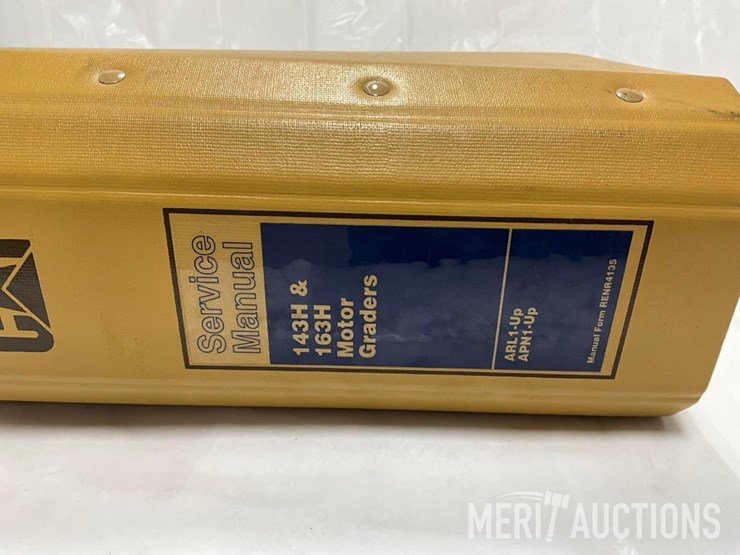 Service
Manual
143H &
163H
Motor
Graders
ARL1-Up
APN1-Up
Manual Form RENR4135
MERIT AUCTIONS